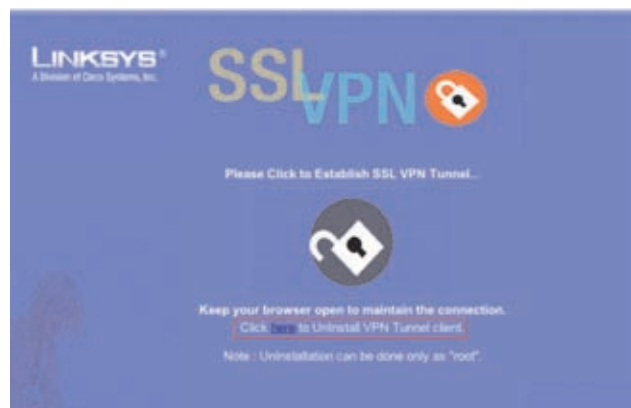 LINKSYS®
A Division of Cisco Systems, Inc.
SSL VPN
Please Click to Establish SSL VPN Tunnel...
Keep your browser open to maintain the connection.
Click here to Uninstall VPN Tunnel client.
Note : Uninstallation can be done only as "root".